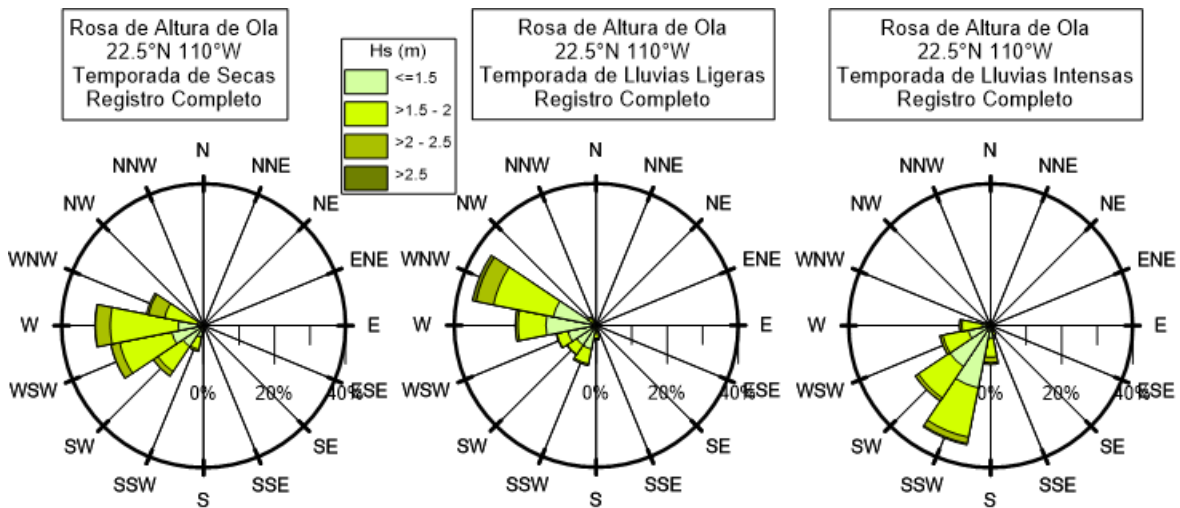 Rosa de Altura de Ola
22.5°N 110°W
Temporada de Secas
Registro Completo
Hs (m)
<=1.5
>1.5 - 2
>2 - 2.5
>2.5
Rosa de Altura de Ola
22.5°N 110°W
Temporada de Lluvias Ligeras
Registro Completo
Rosa de Altura de Ola
22.5°N 110°W
Temporada de Lluvias Intensas
Registro Completo
N
NNW
NNE
NW
NE
WNW
ENE
W
E
0%
20%
40%
WSW
ESE
SW
SE
SSW
SSE
S
N
NNW
NNE
NW
NE
WNW
ENE
W
E
0%
20%
40%
WSW
ESE
SW
SE
SSW
SSE
S
N
NNW
NNE
NW
NE
WNW
ENE
W
E
0%
20%
40%
WSW
ESE
SW
SE
SSW
SSE
S